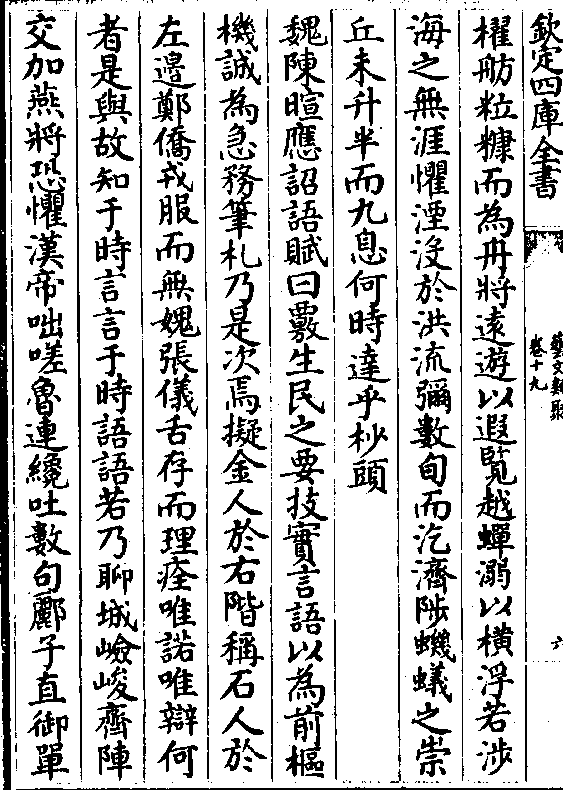 欽定四庫全書
藝文類聚
卷十九
六
櫂舫粒糠而為舟將遠遊以遐覧越蟬溺以橫浮若涉
海之無涯懼湮没於洪流彌數旬而汔濟陟蟣蟻之崇
丘未升半而九息何時達乎杪頭
魏陳暄應詔語賦曰覈生民之要技實言語以為前樞
機誠為急務筆札乃是次焉擬金人於右階稱石人於
左邉鄭僑戎服而無媿張儀舌存而理痊唯諾唯辯何
者是與故知于時言言于時語語若乃聊城嶮峻齊陣
交加燕將恐懼漢帝咄嗟魯連纔吐數句酈子直御單